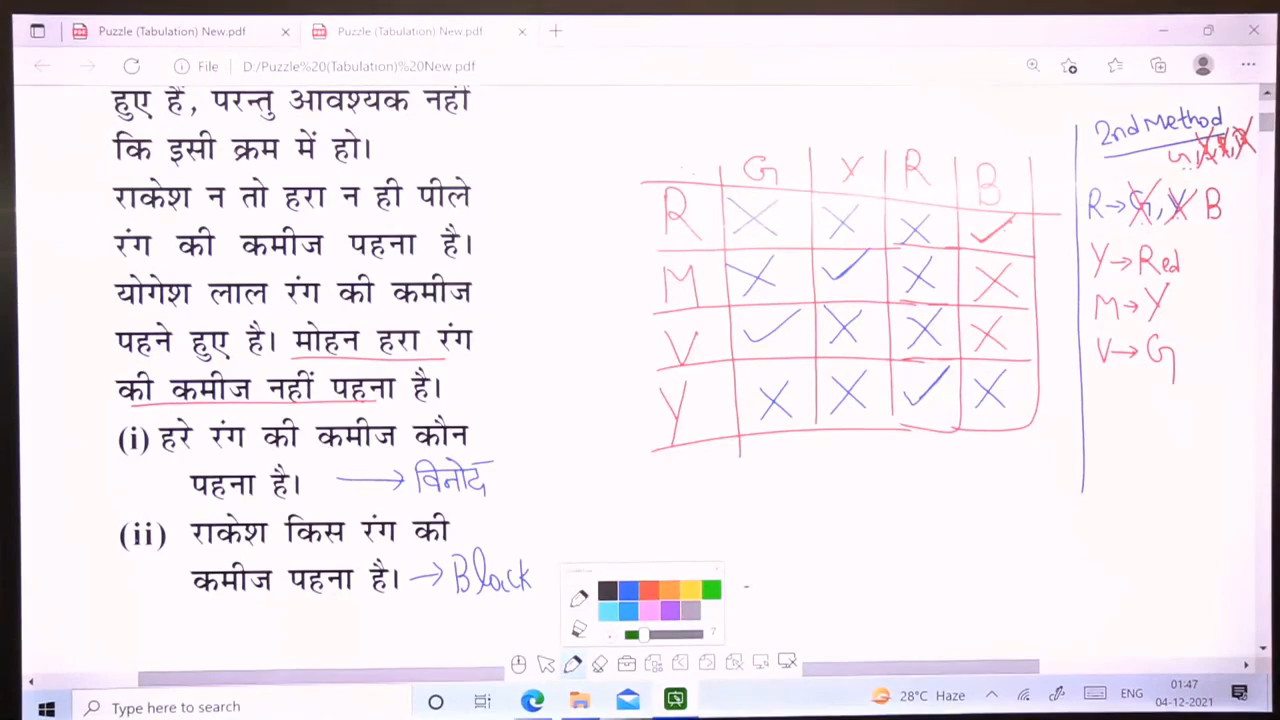 Puzzle (Tabulation) New.pdf
Puzzle (Tabulation) New.pdf
File D:/Puzzle%20(Tabulation)%20New.pdf
हुए हैं, परन्तु आवश्यक नहीं
कि इसी क्रम में हो।
राकेश न तो हरा न ही पीले
रंग की कमीज पहना है।
योगेश लाल रंग की कमीज
पहने हुए है। मोहन हरा रंग
की कमीज नहीं पहना है।
(i) हरे रंग की कमीज कौन
पहना है। → विनोद
(ii) राकेश किस रंग की
कमीज पहना है। → Black
G Y R B
R
M
V
Y
2nd Method
R→G, Y B
Y→Red
M→Y
V→G
7
Type here to search
28°C Haze
ENG
01:47
04-12-2021